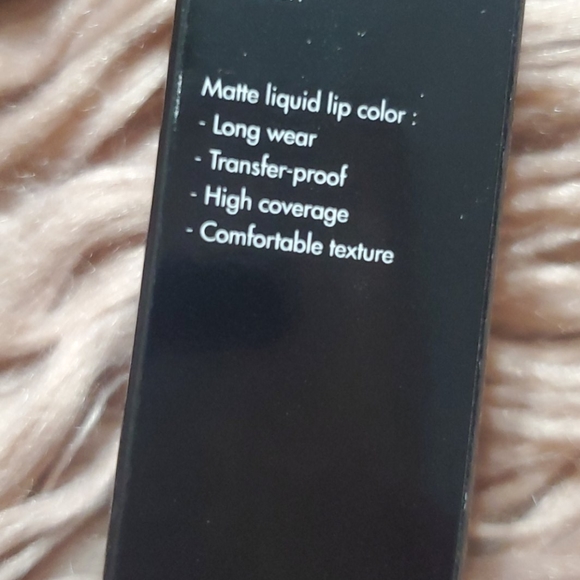 Matte liquid lip color :
- Long wear
- Transfer-proof
- High coverage
- Comfortable texture